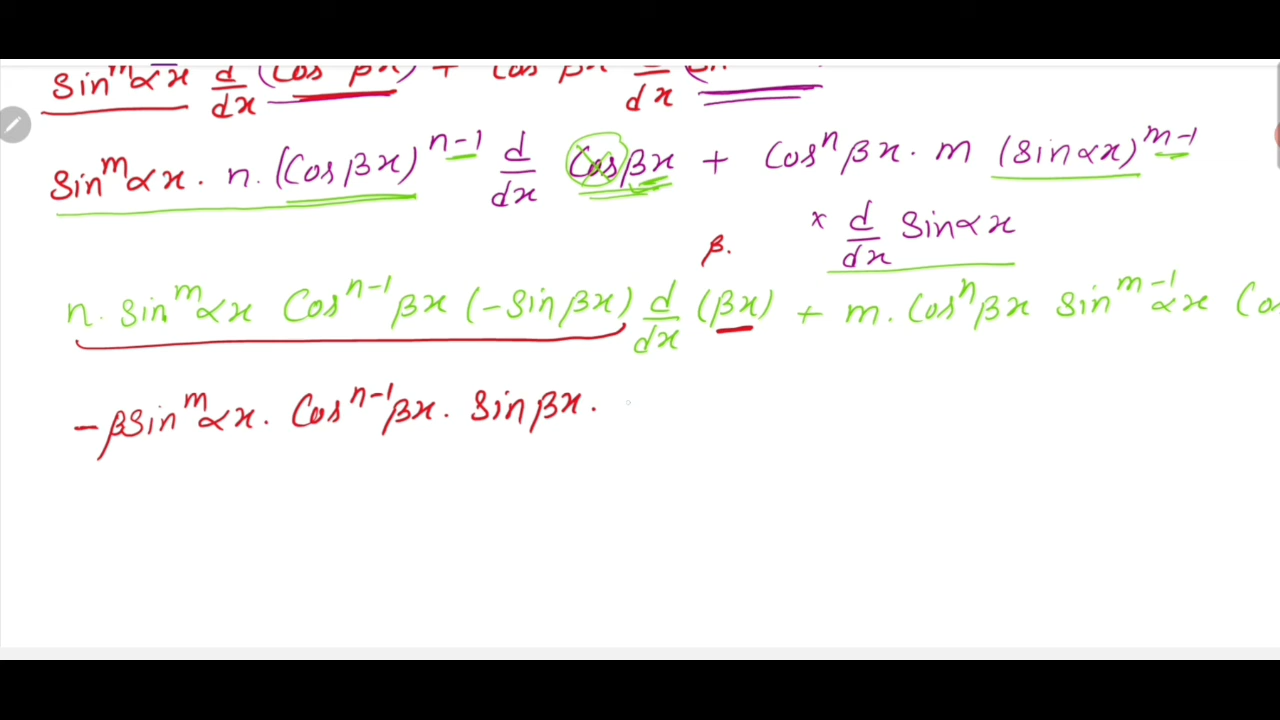 sin^m αx d/dx (cos βx) + cos βx d/dx
sin^m αx . n. (cos βx)^{n-1} d/dx cos βx + cos^n βx . m (sin αx)^{m-1}
x d/dx sin αx
β.
n. sin^m αx cos^{n-1} βx (-sin βx) d/dx (βx) + m. cos^n βx sin^{m-1} αx
- β sin^m αx . cos^{n-1} βx . sin βx .